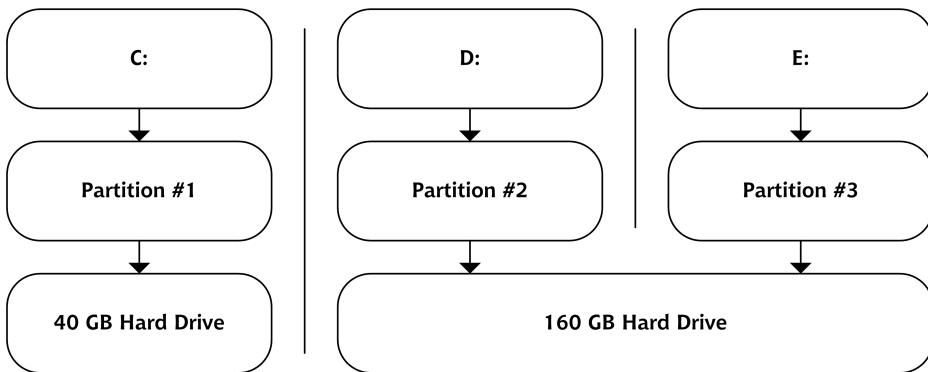 C:
D:
E:
Partition #1
Partition #2
Partition #3
40 GB Hard Drive
160 GB Hard Drive